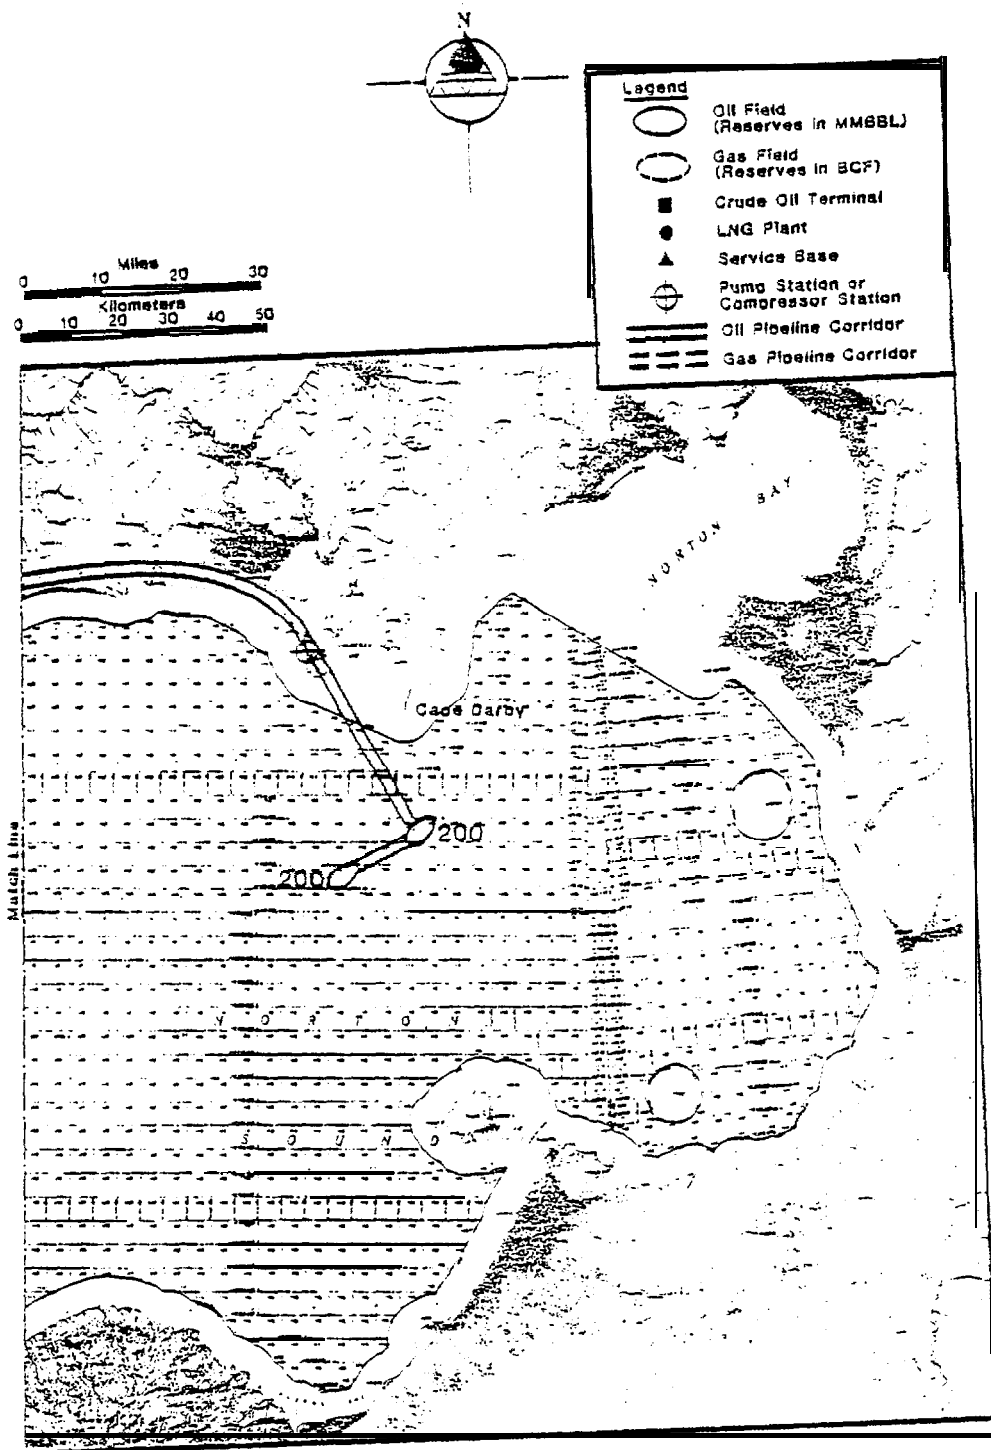 N
Legend
Oil Field
(Reserves in MMBBL)
Gas Field
(Reserves in BCF)
Crude Oil Terminal
LNG Plant
Service Base
Pump Station or
Compressor Station
Oil Pipeline Corridor
Gas Pipeline Corridor
Miles
0 10 20 30
Kilometers
0 10 20 30 40 50
NORTON BAY
Cape Darby
200
200
Match Line
NORTON
SOUND